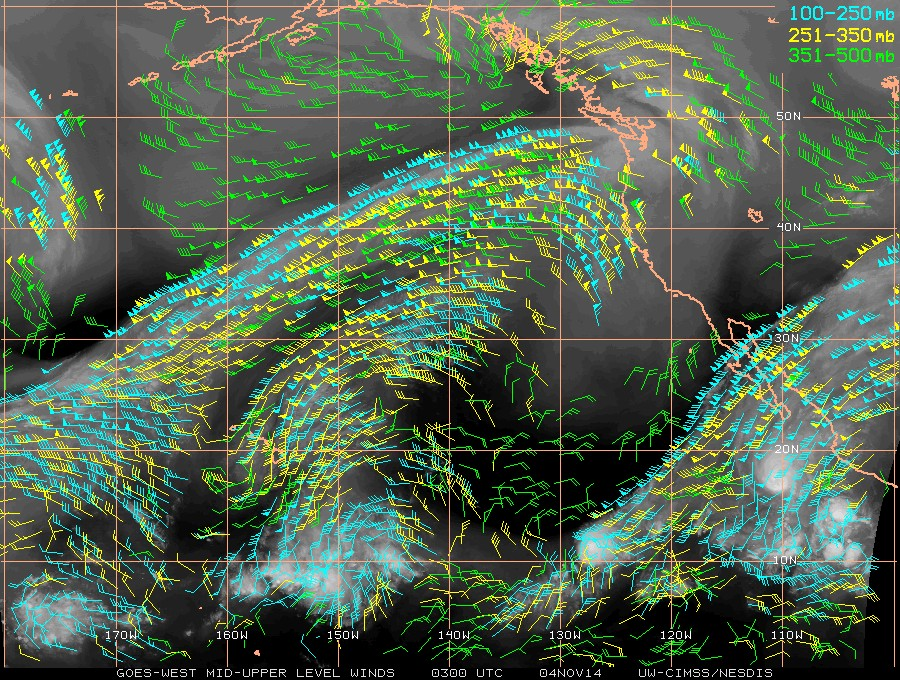 100-250mb
251-350mb
351-500mb
50N
40N
30N
20N
10N
170W 160W 150W 140W 130W 120W 110W
GOES-WEST MID-UPPER LEVEL WINDS 0300 UTC 04NOV14 UW-CIMSS/NESDIS